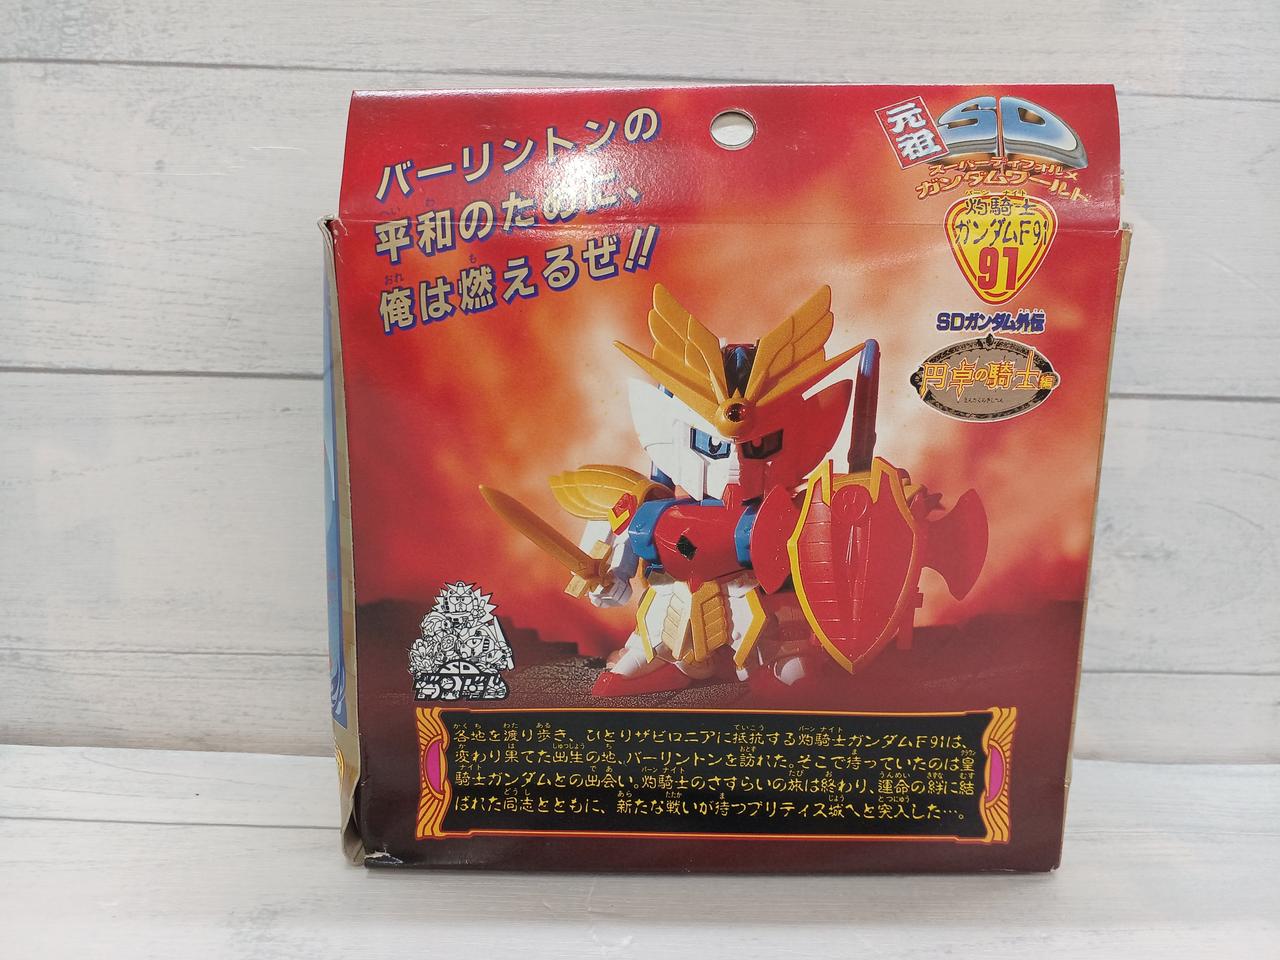 バーリントンの
平和のために、
俺は燃えるぜ!!
元祖
SD
スーパーディフォルメ
ガンダムワールド
灼騎士
ガンダムF91
91
SDガンダム外伝
円卓の騎士編
SD
ガンダム
各地を渡り歩き、ひとりザビロニアに抵抗する灼騎士ガンダムF91は、
変わり果てた出生の地、バーリントンを訪れた。そこで待っていたのは皇
騎士ガンダムとの出会い。灼騎士のさすらいの旅は終わり、運命の絆に結
ばれた同志とともに、新たな戦いが待つブリティス城へと突入した…。